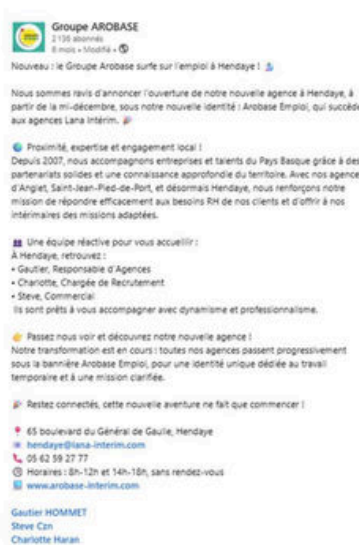 Groupe AROBASE
2 136 abonnés
8 mois • Modifié •
Nouveau : le Groupe Arobase surfe sur l'emploi à Hendaye !
Nous sommes ravis d'annoncer l'ouverture de notre nouvelle agence à Hendaye, à
partir de la mi-décembre, sous notre nouvelle identité : Arobase Emploi, qui succède
aux agences Lana Intérim.
Proximité, expertise et engagement local !
Depuis 2007, nous accompagnons entreprises et talents du Pays Basque grâce à des
partenariats solides et une connaissance approfondie du territoire. Avec nos agence
d'Anglet, Saint-Jean-Pied-de-Port, et désormais Hendaye, nous renforçons notre
mission de répondre efficacement aux besoins RH de nos clients et d'offrir à nos
intérimaires des missions adaptées.
Une équipe réactive pour vous accueillir :
À Hendaye, retrouvez :
• Gautier, Responsable d'Agences
• Charlotte, Chargée de Recrutement
• Steve, Commercial
Ils sont prêts à vous accompagner avec dynamisme et professionnalisme.
Passez nous voir et découvrez notre nouvelle agence !
Notre transformation est en cours : toutes nos agences passent progressivement
sous la bannière Arobase Emploi, pour une identité unique dédiée au travail
temporaire et à une mission clarifiée.
Restez connectés, cette nouvelle aventure ne fait que commencer !
65 boulevard du Général de Gaulle, Hendaye
hendaye@lana-interim.com
05 62 59 27 77
Horaires : 8h-12h et 14h-18h, sans rendez-vous
www.arobase-interim.com
Gautier HOMMET
Steve Czn
Charlotte Haran